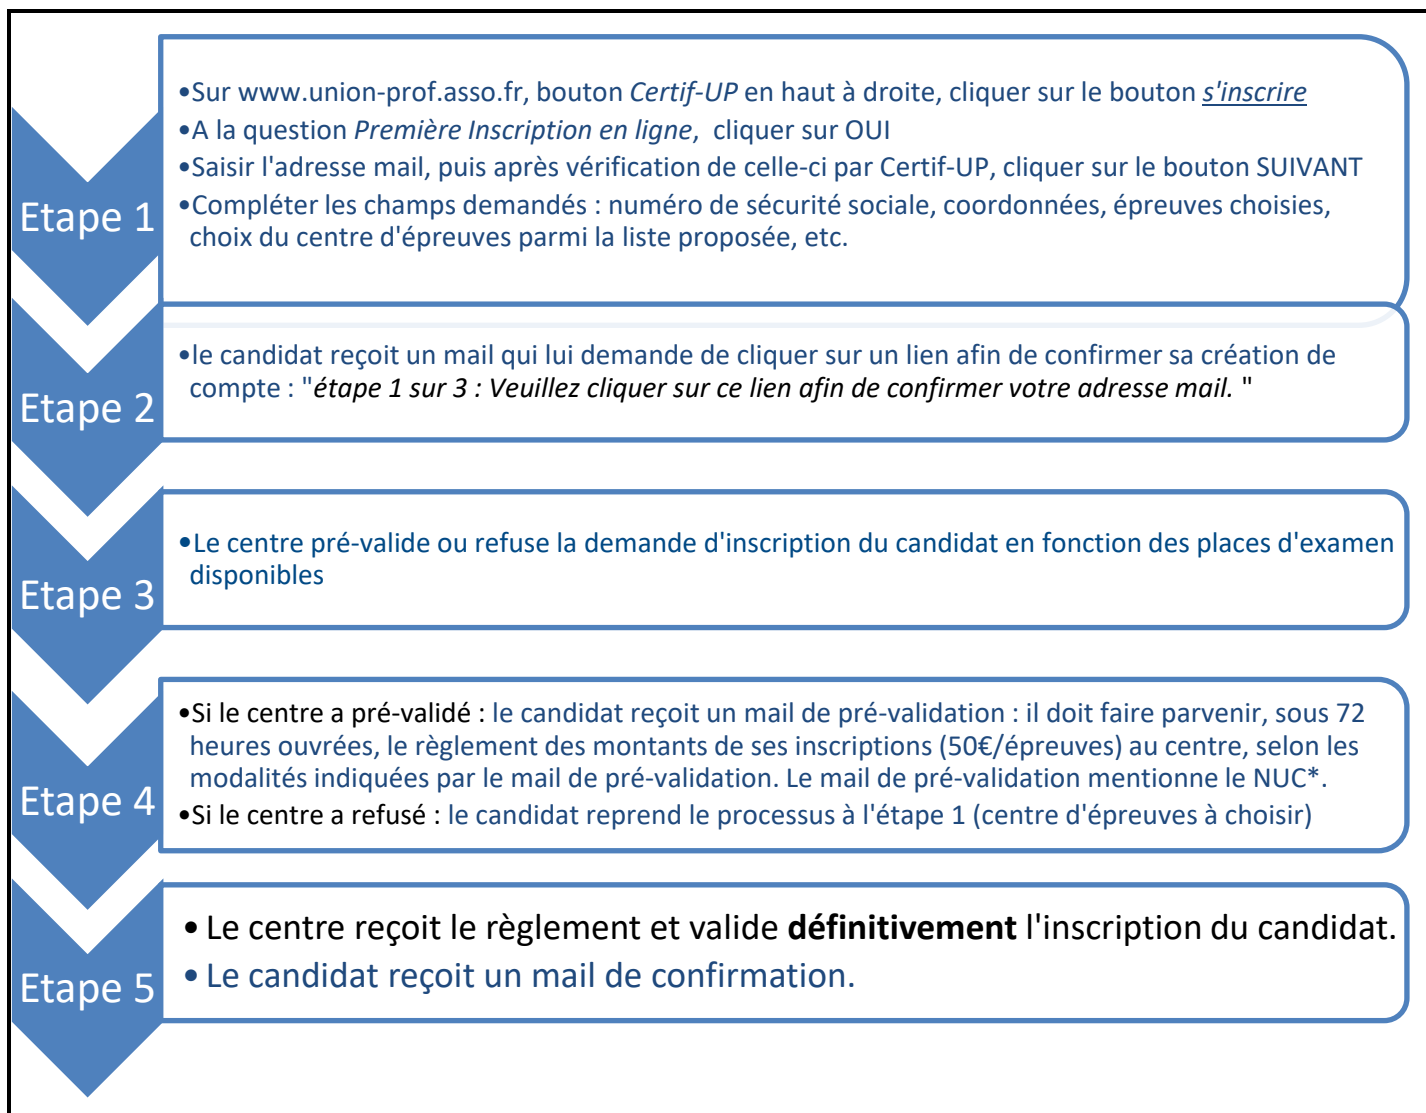 Etape 1
•Sur www.union-prof.asso.fr, bouton Certif-UP en haut à droite, cliquer sur le bouton s'inscrire
•A la question Première Inscription en ligne, cliquer sur OUI
•Saisir l'adresse mail, puis après vérification de celle-ci par Certif-UP, cliquer sur le bouton SUIVANT
•Compléter les champs demandés : numéro de sécurité sociale, coordonnées, épreuves choisies,
choix du centre d'épreuves parmi la liste proposée, etc.
Etape 2
•le candidat reçoit un mail qui lui demande de cliquer sur un lien afin de confirmer sa création de
compte : "étape 1 sur 3 : Veuillez cliquer sur ce lien afin de confirmer votre adresse mail. "
Etape 3
•Le centre pré-valide ou refuse la demande d'inscription du candidat en fonction des places d'examen
disponibles
Etape 4
•Si le centre a pré-validé : le candidat reçoit un mail de pré-validation : il doit faire parvenir, sous 72
heures ouvrées, le règlement des montants de ses inscriptions (50€/épreuves) au centre, selon les
modalités indiquées par le mail de pré-validation. Le mail de pré-validation mentionne le NUC*.
•Si le centre a refusé : le candidat reprend le processus à l'étape 1 (centre d'épreuves à choisir)
Etape 5
• Le centre reçoit le règlement et valide définitivement l'inscription du candidat.
• Le candidat reçoit un mail de confirmation.